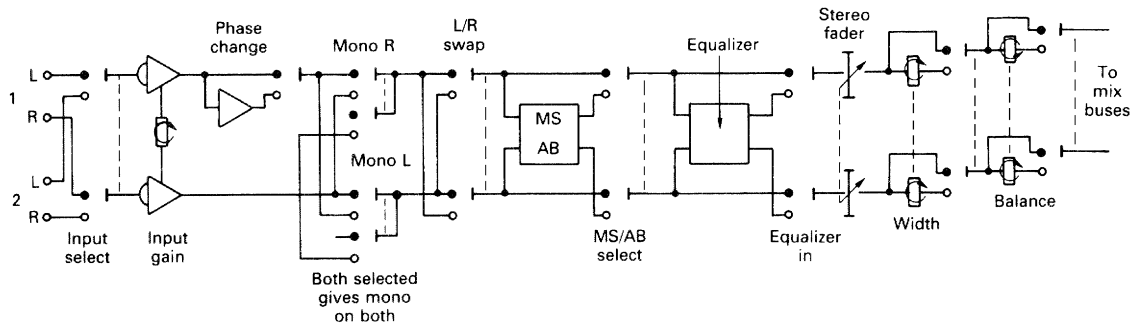 Phase
change
Mono R
L/R
swap
Equalizer
Stereo
fader
L
1
R
L
2
R
MS
AB
Mono L
To
mix
buses
Input
select
Input
gain
Both selected
gives mono
on both
MS/AB
select
Equalizer
in
Width
Balance